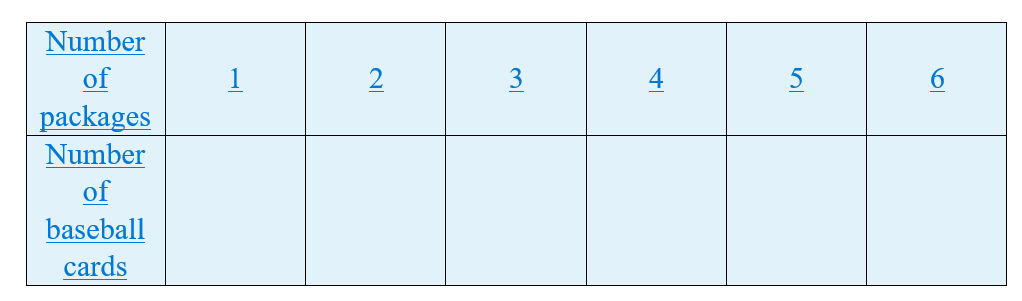 Number
of
packages
1 2 3 4 5 6
Number
of
baseball
cards